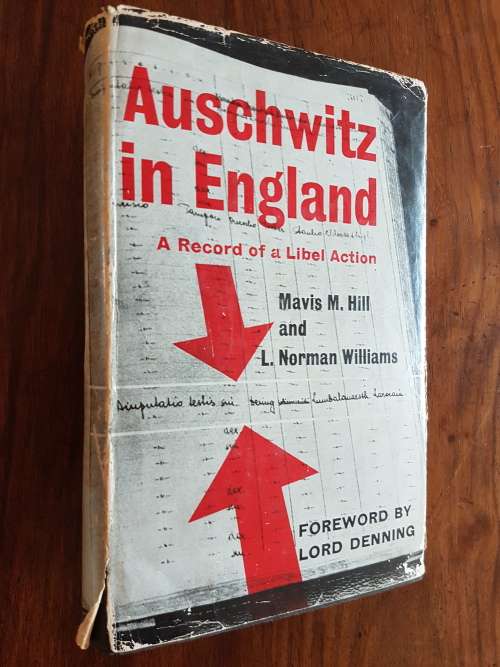 Auschwitz
in England
A Record of a Libel Action
Mavis M. Hill
and
L. Norman Williams
FOREWORD BY
LORD DENNING